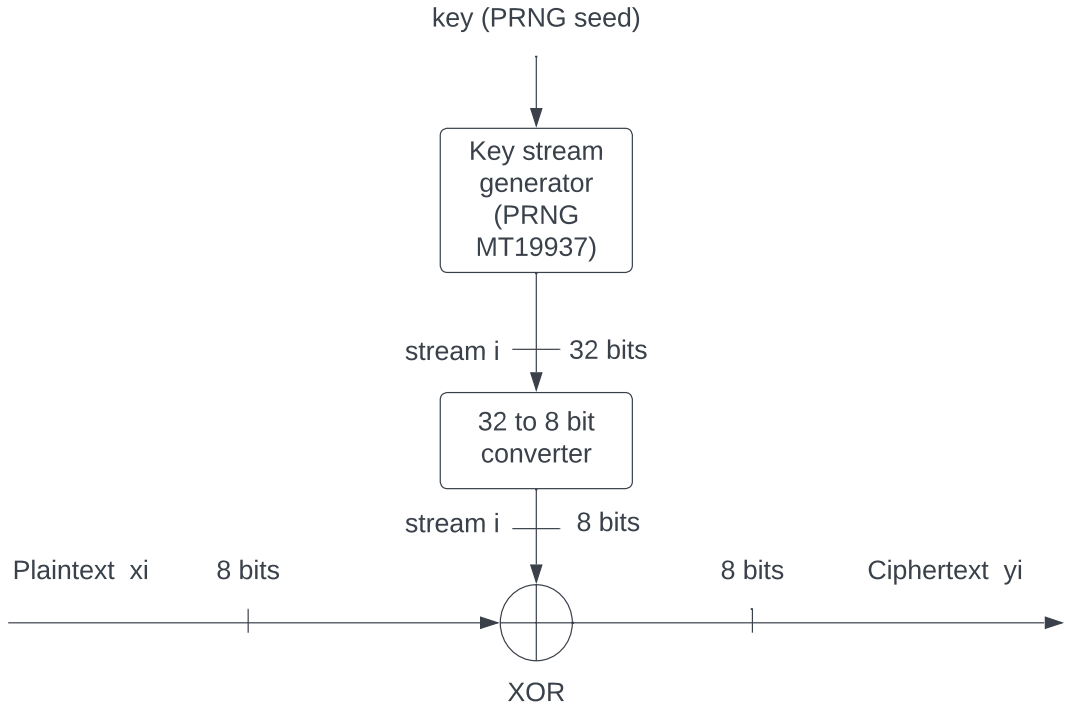 key (PRNG seed)
Key stream
generator
(PRNG
MT19937)
stream i
32 bits
32 to 8 bit
converter
stream i
8 bits
Plaintext xi
8 bits
8 bits
Ciphertext yi
XOR